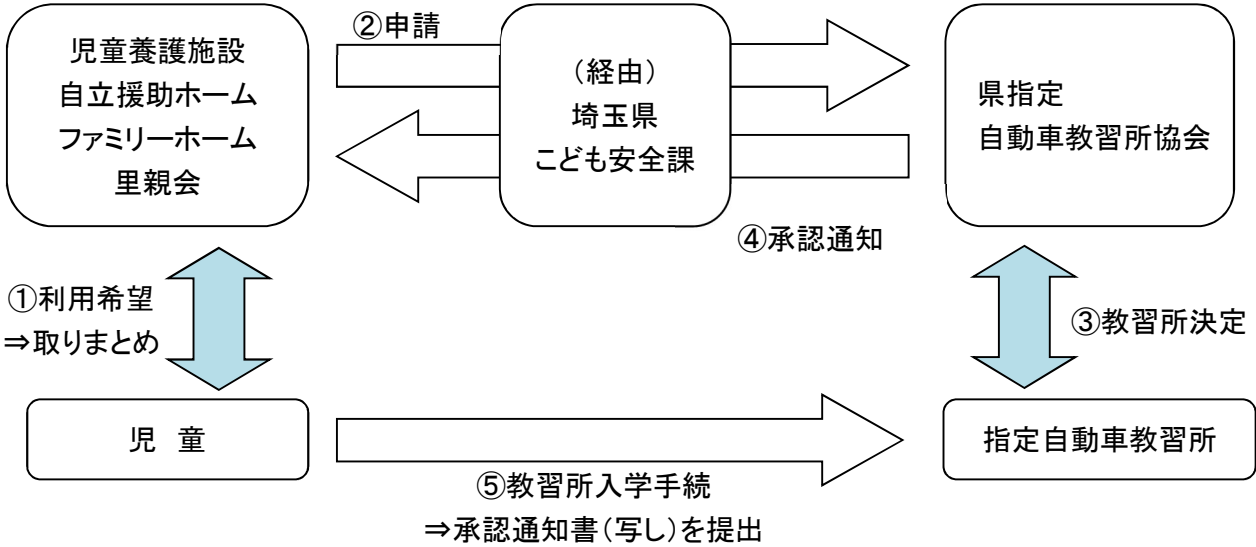 ②申請
児童養護施設
自立援助ホーム
ファミリーホーム
里親会
（経由）
埼玉県
こども安全課
県指定
自動車教習所協会
④承認通知
①利用希望
⇒取りまとめ
③教習所決定
児　童
指定自動車教習所
⑤教習所入学手続
⇒承認通知書（写し）を提出